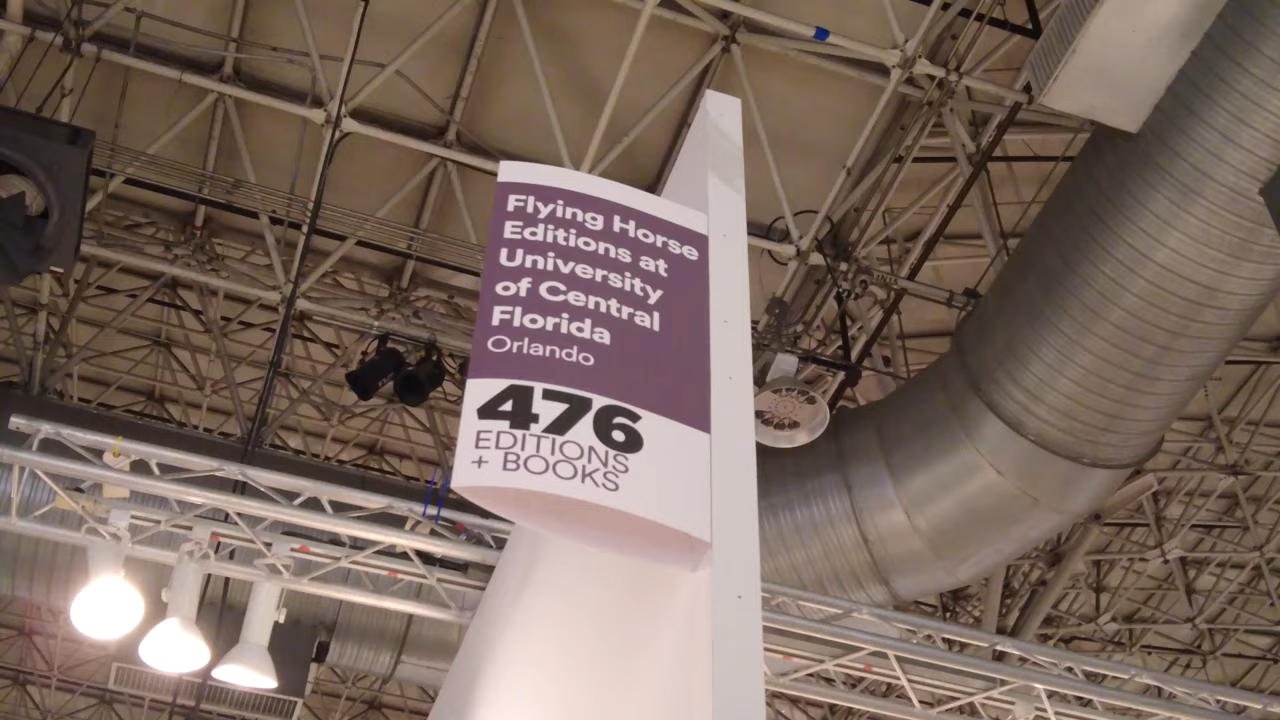 Flying Horse
Editions at
University
of Central
Florida
Orlando
476
EDITIONS
+ BOOKS